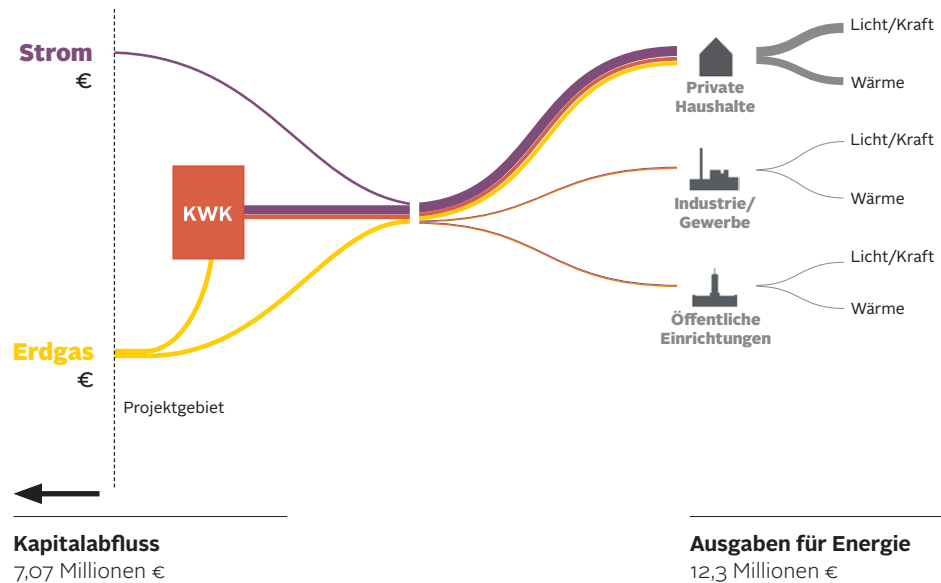 Strom
€
KWK
Erdgas
€
Projektgebiet
Private
Haushalte
Licht/Kraft
Wärme
Industrie/
Gewerbe
Licht/Kraft
Wärme
Öffentliche
Einrichtungen
Licht/Kraft
Wärme
Kapitalabfluss
7,07 Millionen €
Ausgaben für Energie
12,3 Millionen €